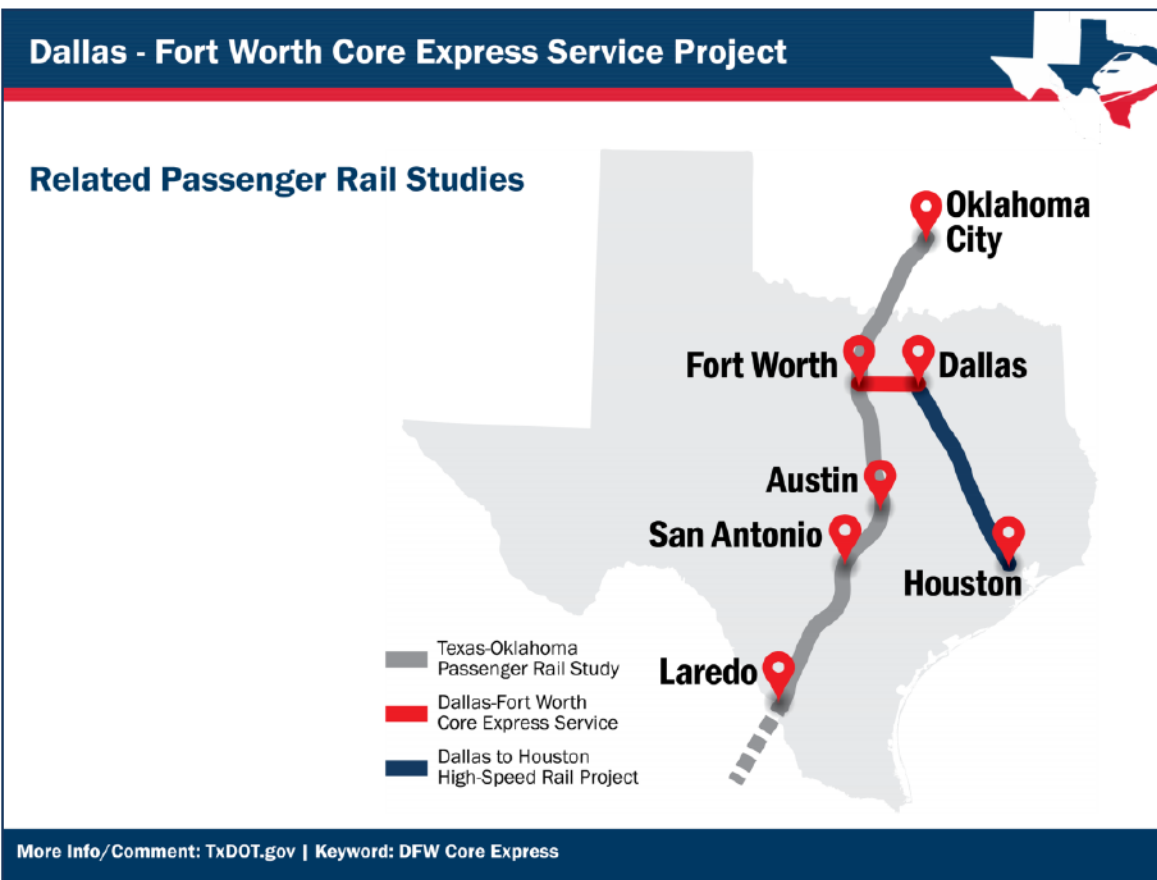 Dallas - Fort Worth Core Express Service Project
Related Passenger Rail Studies
Oklahoma
City
Fort Worth
Dallas
Austin
San Antonio
Houston
Laredo
Texas-Oklahoma
Passenger Rail Study
Dallas-Fort Worth
Core Express Service
Dallas to Houston
High-Speed Rail Project
More Info/Comment: TxDOT.gov | Keyword: DFW Core Express